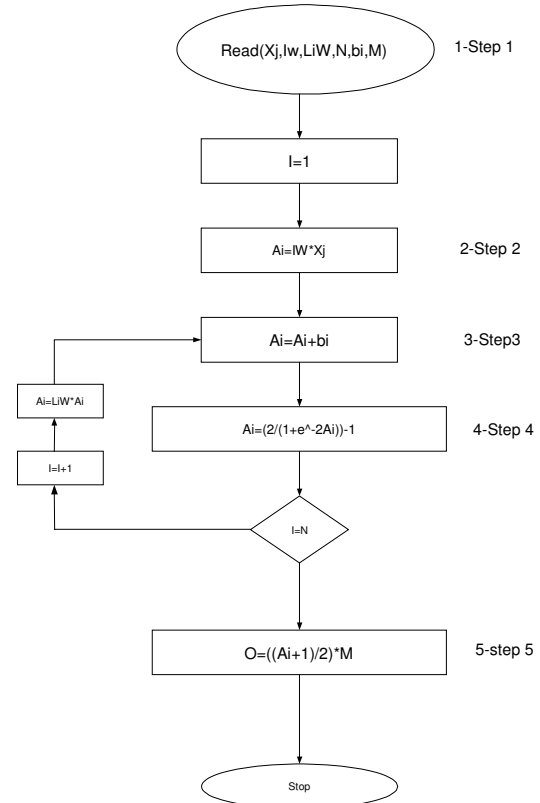 Read(Xj,Iw,LiW,N,bi,M)
1-Step 1
I=1
Ai=IW*Xj
2-Step 2
Ai=Ai+bi
3-Step3
Ai=LiW*Ai
Ai=(2/(1+e^-2Ai))-1
4-Step 4
I=I+1
I=N
O=((Ai+1)/2)*M
5-step 5
Stop